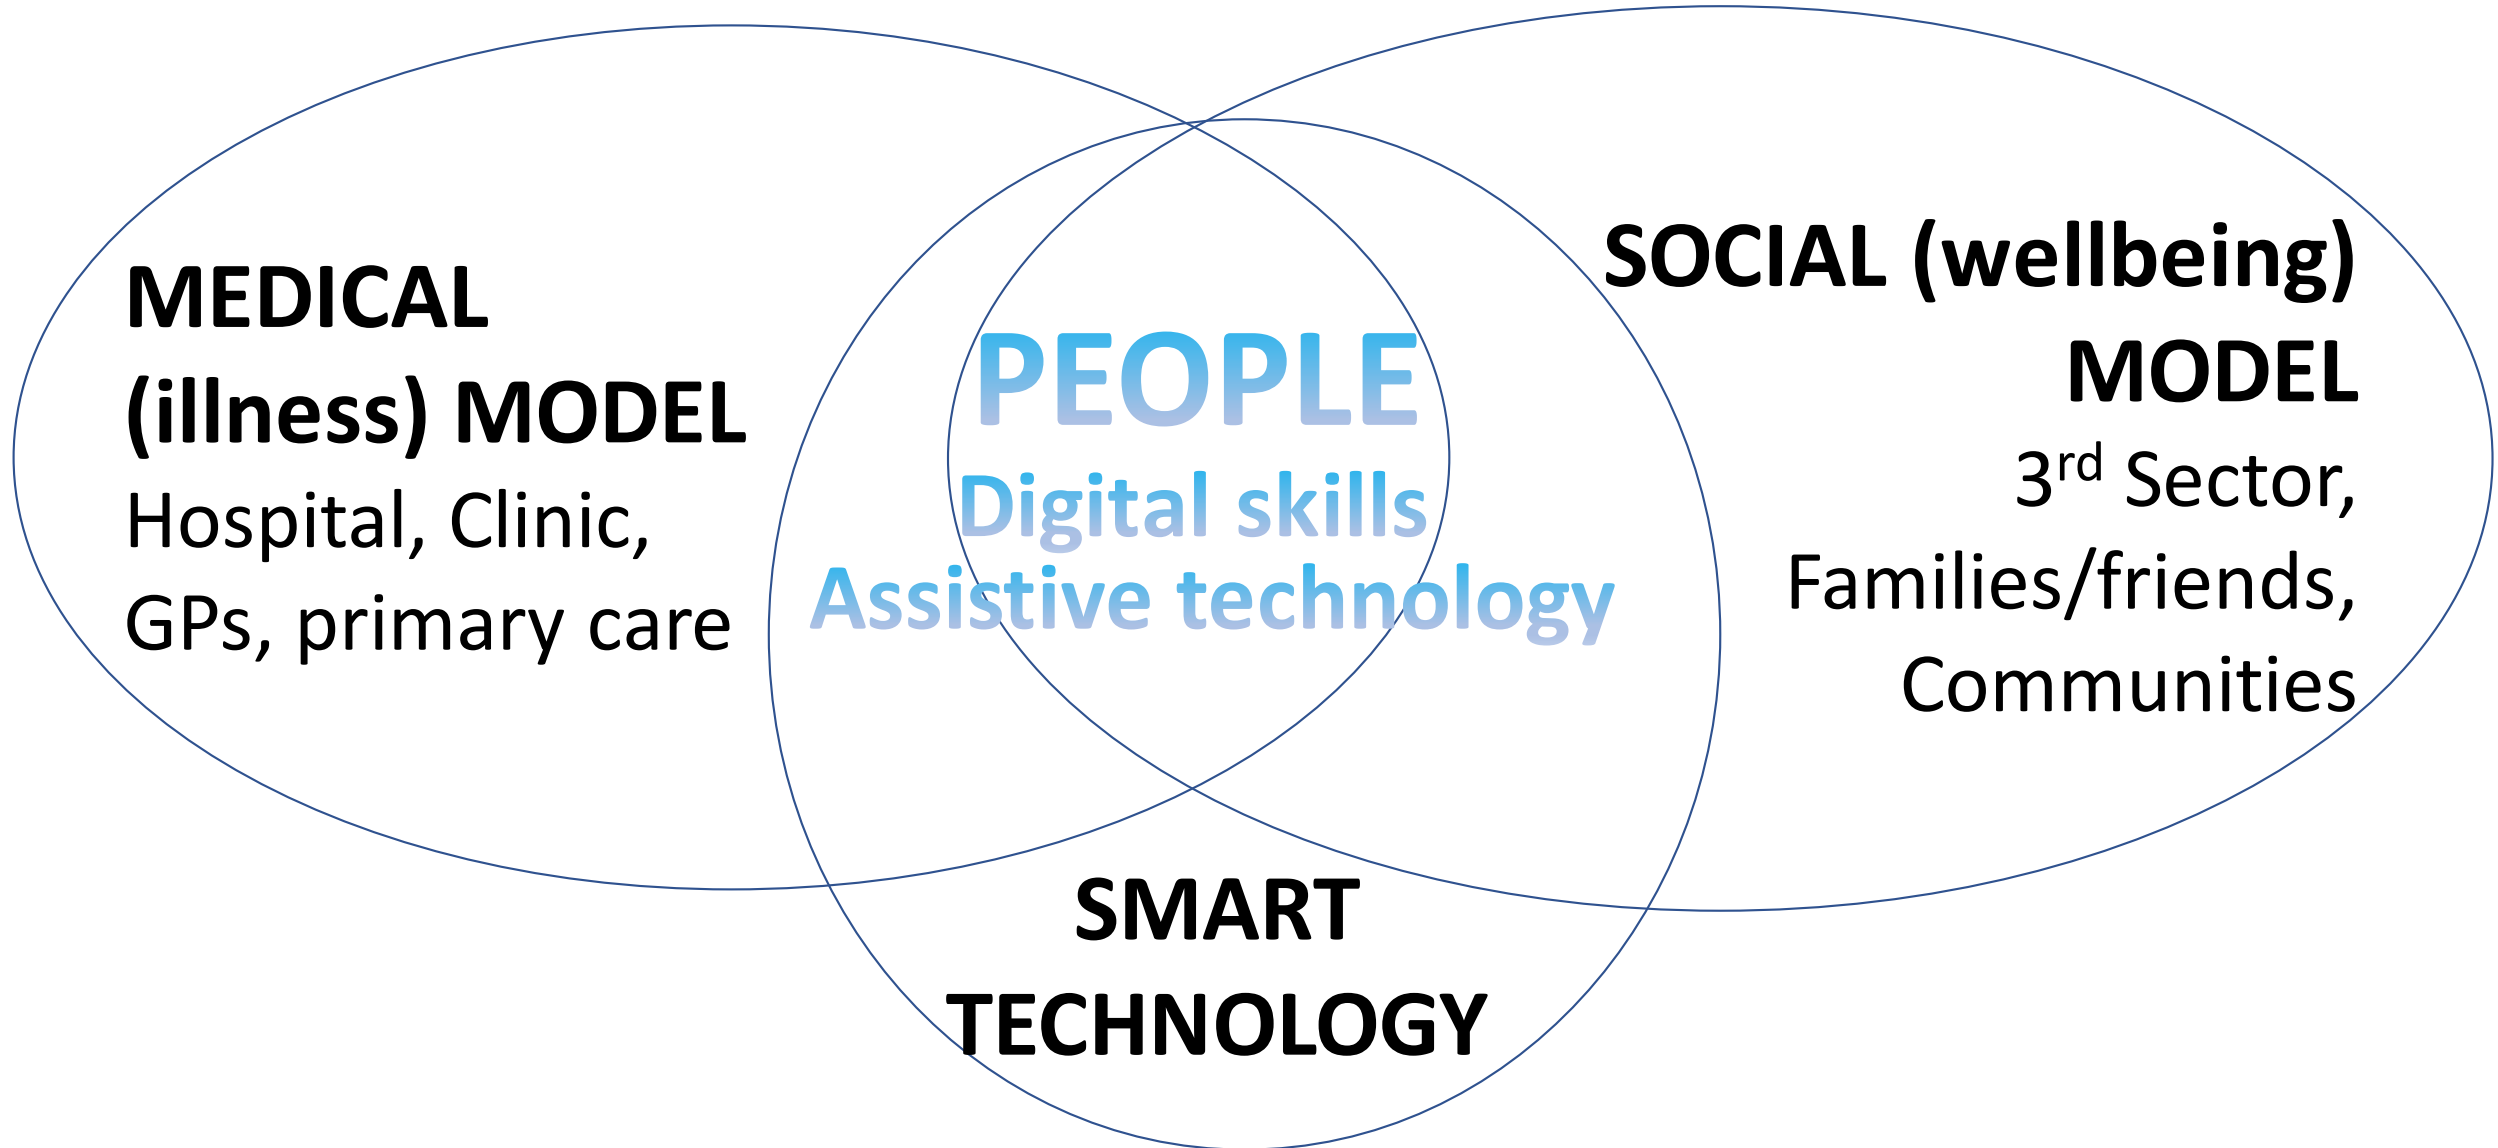 MEDICAL
(illness) MODEL
Hospital, Clinic,
GPs, primary care
PEOPLE
Digital skills
Assistive technology
SOCIAL (wellbeing)
MODEL
3rd Sector,
Families/friends,
Communities
SMART
TECHNOLOGY